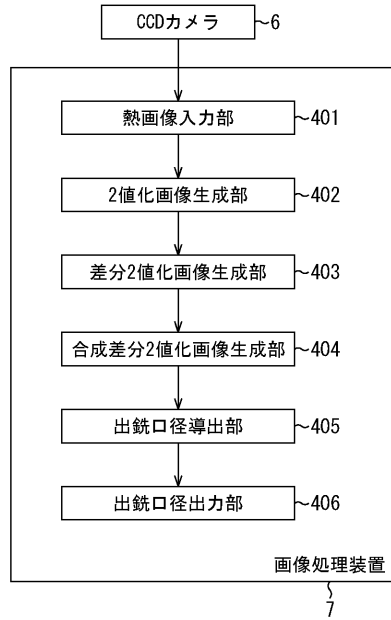 CCDカメラ 6
熱画像入力部 401
2値化画像生成部 402
差分2値化画像生成部 403
合成差分2値化画像生成部 404
出銑口径導出部 405
出銑口径出力部 406
画像処理装置
7